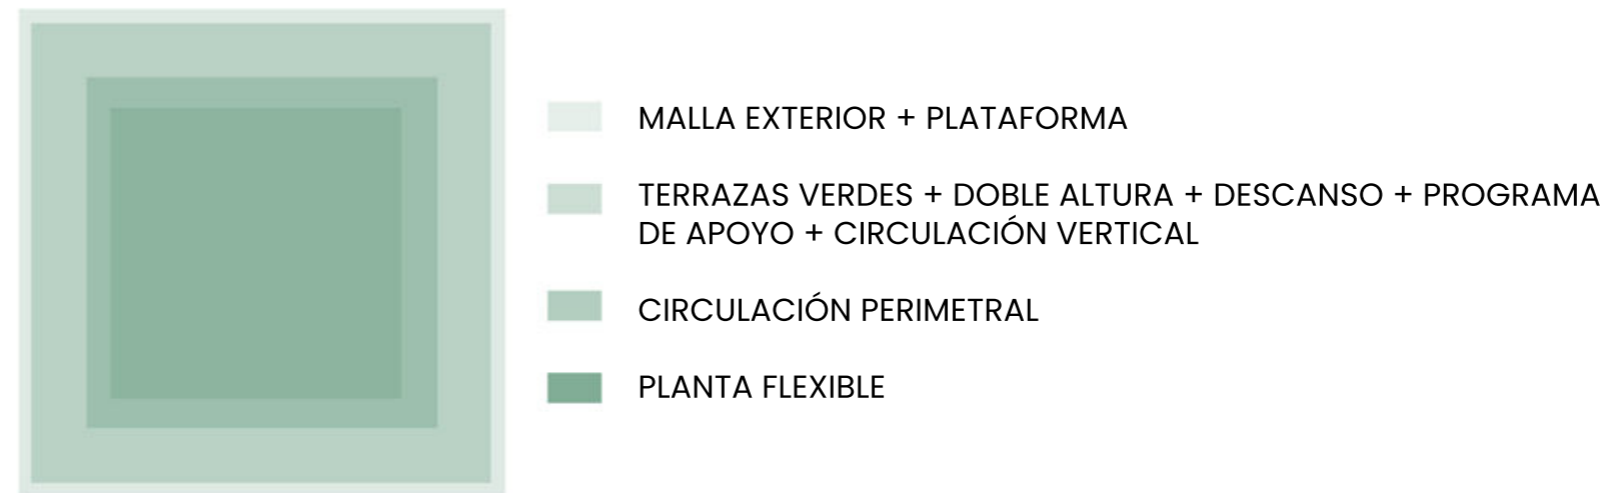 MALLA EXTERIOR + PLATAFORMA
TERRAZAS VERDES + DOBLE ALTURA + DESCANSO + PROGRAMA
DE APOYO + CIRCULACIÓN VERTICAL
CIRCULACIÓN PERIMETRAL
PLANTA FLEXIBLE